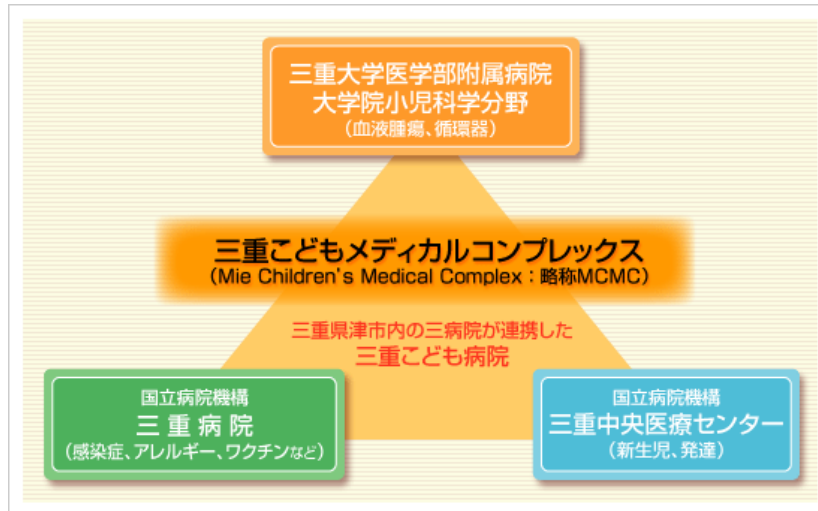 三重大学医学部附属病院
大学院小児科学分野
（血液腫瘍、循環器）
三重こどもメディカルコンプレックス
（Mie Children's Medical Complex：略称MCMC）
三重県津市内の三病院が連携した
三重こども病院
国立病院機構
三重病院
（感染症、アレルギー、ワクチンなど）
国立病院機構
三重中央医療センター
（新生児、発達）